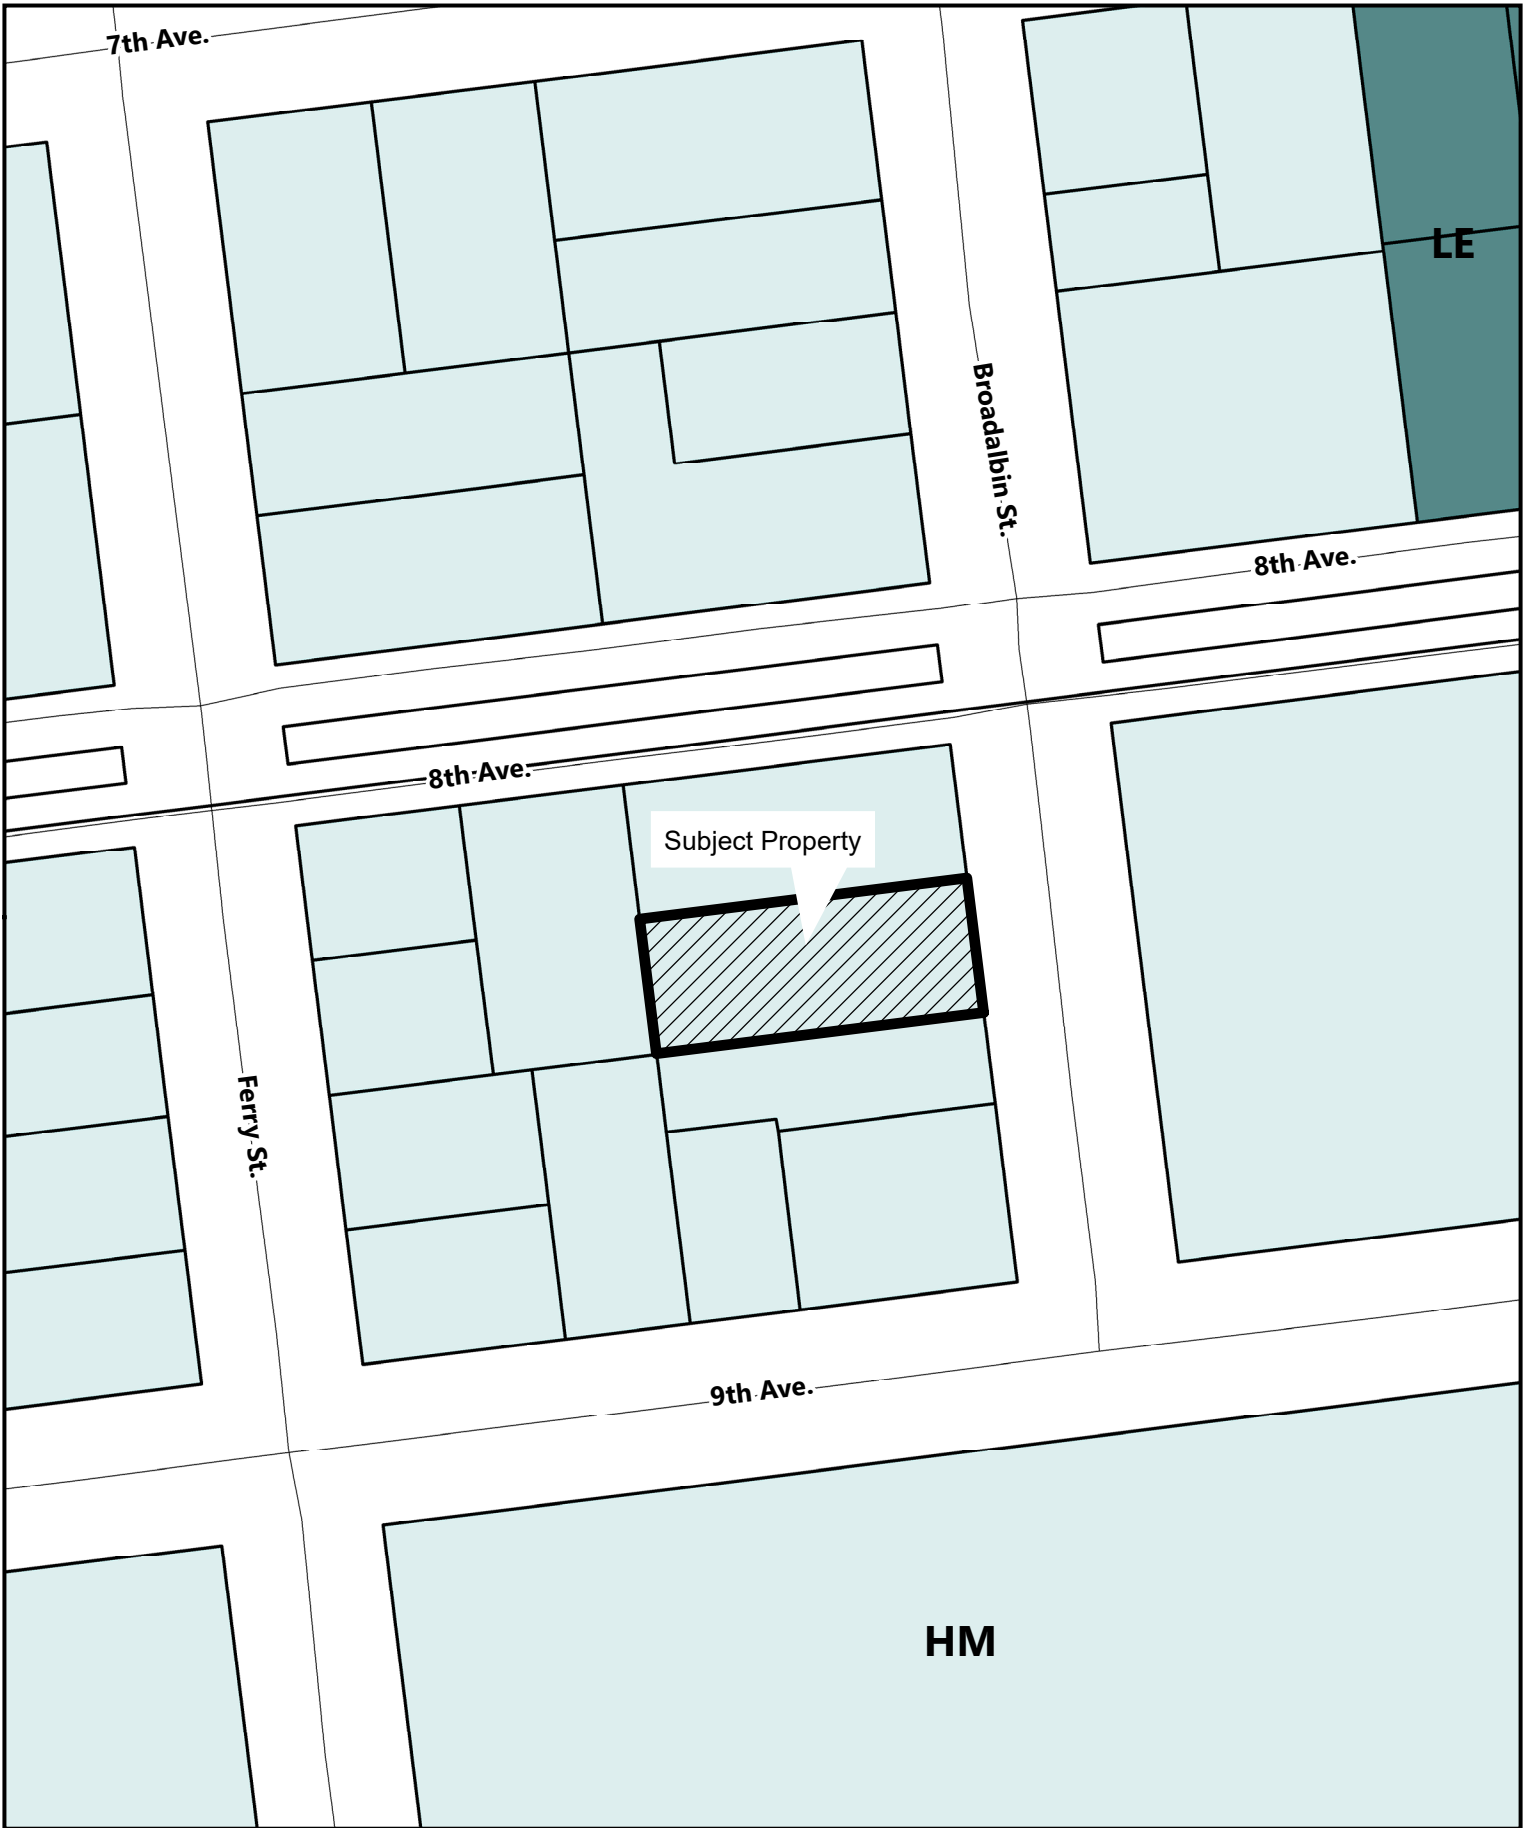 7th Ave.
LE
Broadalbin St.
8th Ave.
8th Ave.
Subject Property
Ferry St.
9th Ave.
HM